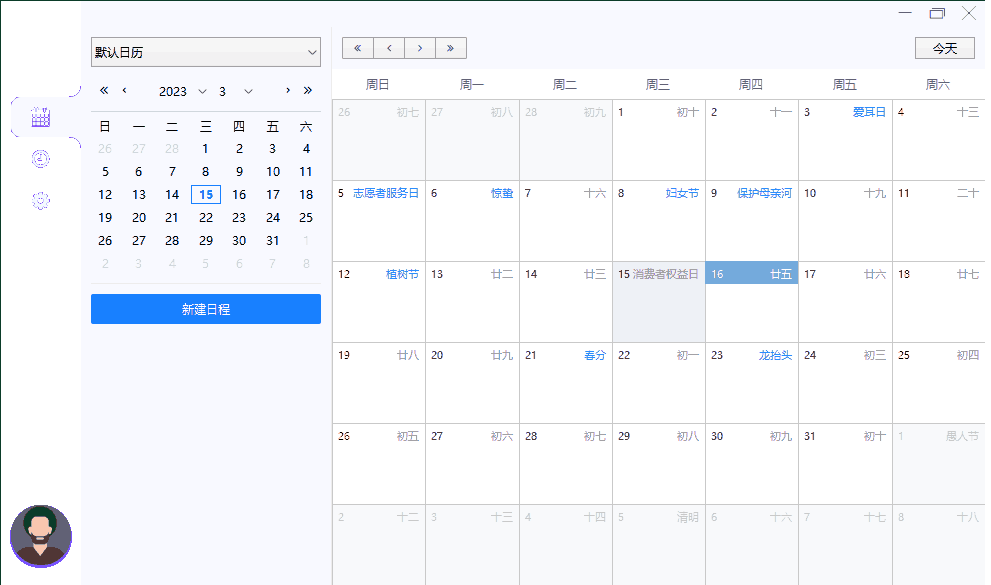 默认日历
今天
2023 3
日 一 二 三 四 五 六
26 27 28 1 2 3 4
5 6 7 8 9 10 11
12 13 14 15 16 17 18
19 20 21 22 23 24 25
26 27 28 29 30 31 1
2 3 4 5 6 7 8
新建日程
周日 周一 周二 周三 周四 周五 周六
26 初七 27 初八 28 初九 1 初十 2 十一 3 爱耳日 4 十三
5 志愿者服务日 6 惊蛰 7 十六 8 妇女节 9 保护母亲河 10 十九 11 二十
12 植树节 13 廿二 14 廿三 15 消费者权益日 16 廿五 17 廿六 18 廿七
19 廿八 20 廿九 21 春分 22 初一 23 龙抬头 24 初三 25 初四
26 初五 27 初六 28 初七 29 初八 30 初九 31 初十 1 愚人节
2 十二 3 十三 4 十四 5 清明 6 十六 7 十七 8 十八